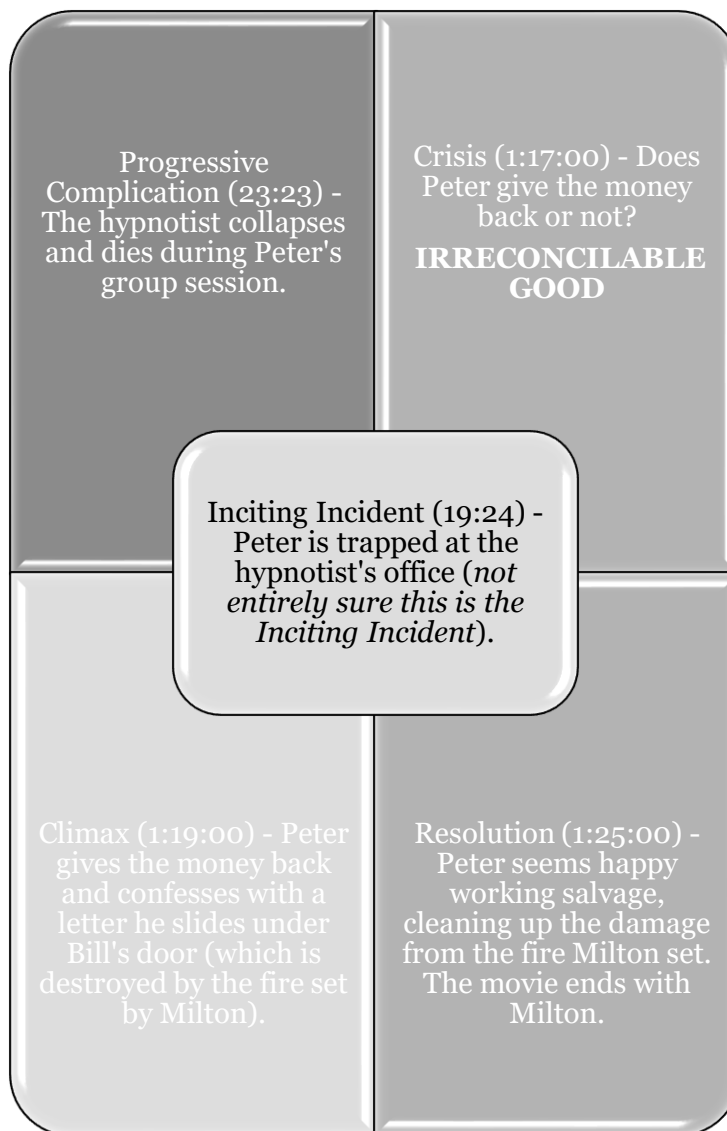 Progressive
Complication (23:23) -
The hypnotist collapses
and dies during Peter's
group session.
Crisis (1:17:00) - Does
Peter give the money
back or not?
IRRECONCILABLE
GOOD
Inciting Incident (19:24) -
Peter is trapped at the
hypnotist's office (not
entirely sure this is the
Inciting Incident).
Climax (1:19:00) - Peter
gives the money back
and confesses with a
letter he slides under
Bill's door (which is
destroyed by the fire set
by Milton).
Resolution (1:25:00) -
Peter seems happy
working salvage,
cleaning up the damage
from the fire Milton set.
The movie ends with
Milton.